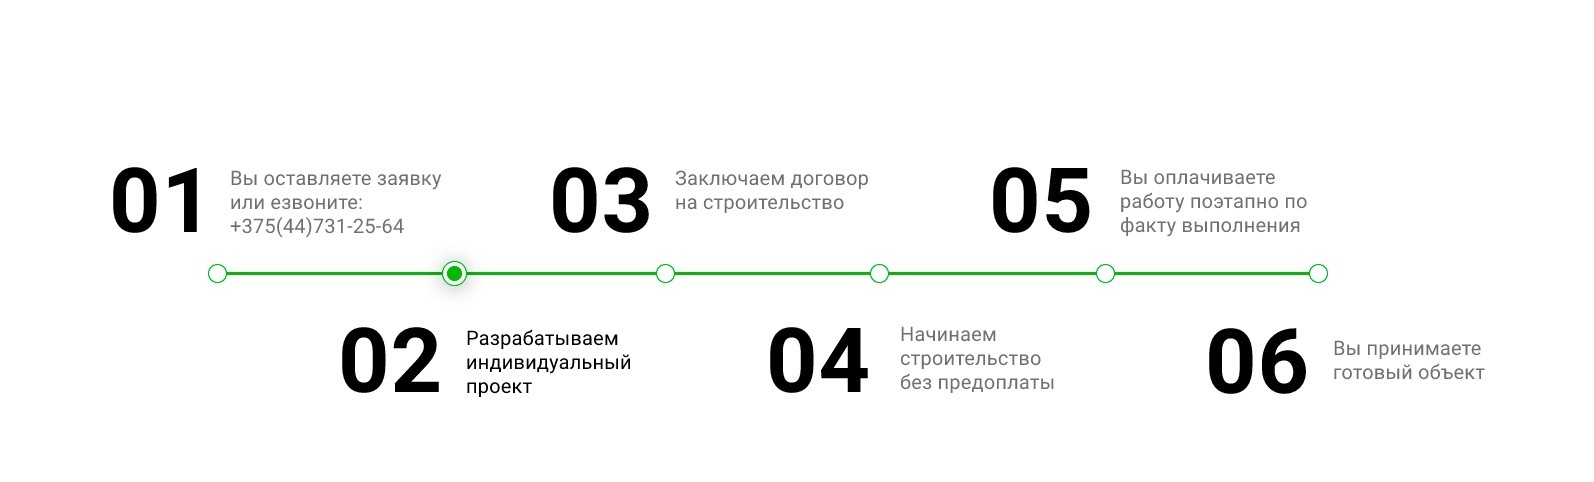 01
Вы оставляете заявку
или езвоните:
+375(44)731-25-64
02
Разрабатываем
индивидуальный
проект
03
Заключаем договор
на строительство
04
Начинаем
строительство
без предоплаты
05
Вы оплачиваете
работу поэтапно по
факту выполнения
06
Вы принимаете
готовый объект